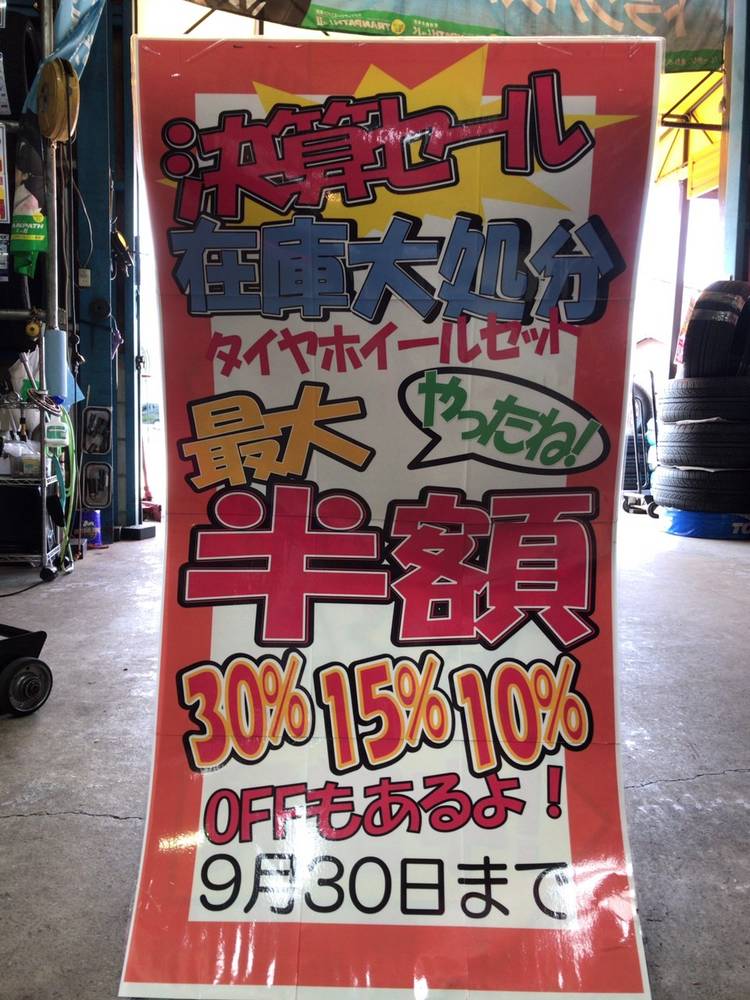 決算セール
在庫大処分
タイヤホイールセット
最大
やったね!
半額
30% 15% 10%
OFFもあるよ!
9月30日まで